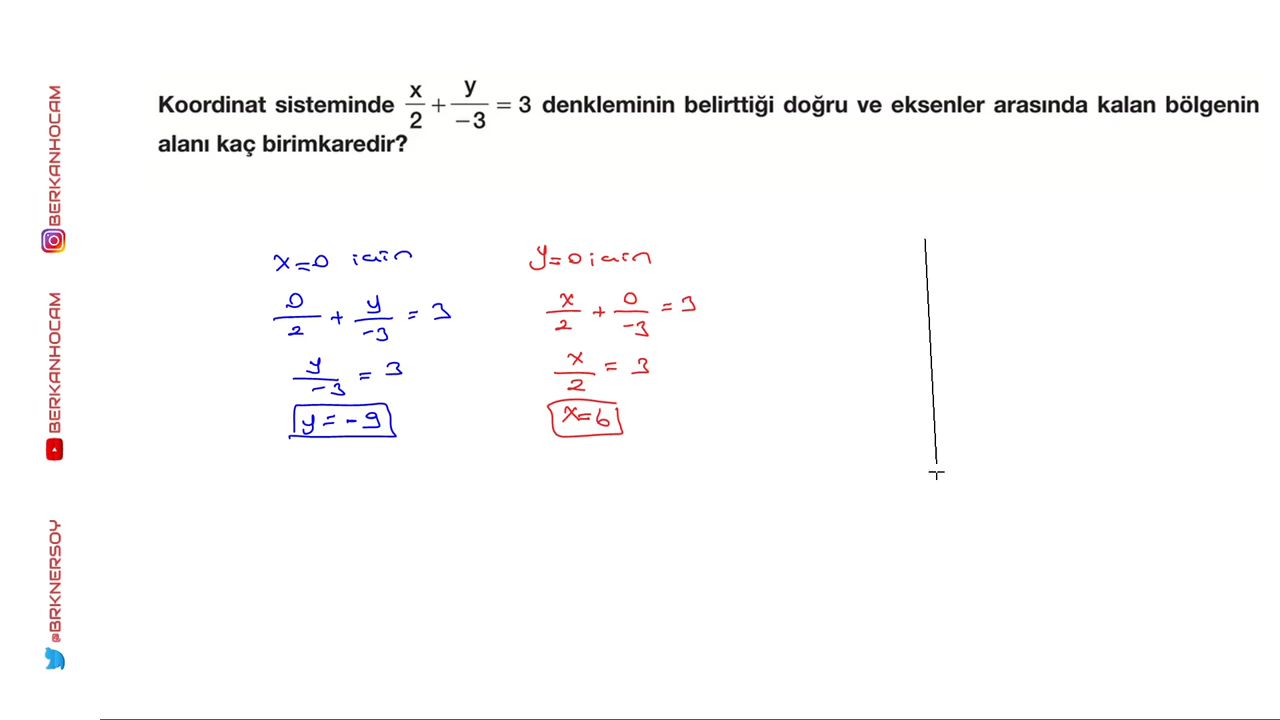 Koordinat sisteminde x/2 + y/-3 = 3 denkleminin belirttiği doğru ve eksenler arasında kalan bölgenin
alanı kaç birimkaredir?
x=0 için
0/2 + y/-3 = 3
y/-3 = 3
y = -9
y=0 için
x/2 + 0/-3 = 3
x/2 = 3
x=6
BERKANHOCAM
BERKANHOCAM
@BRKNERSOY